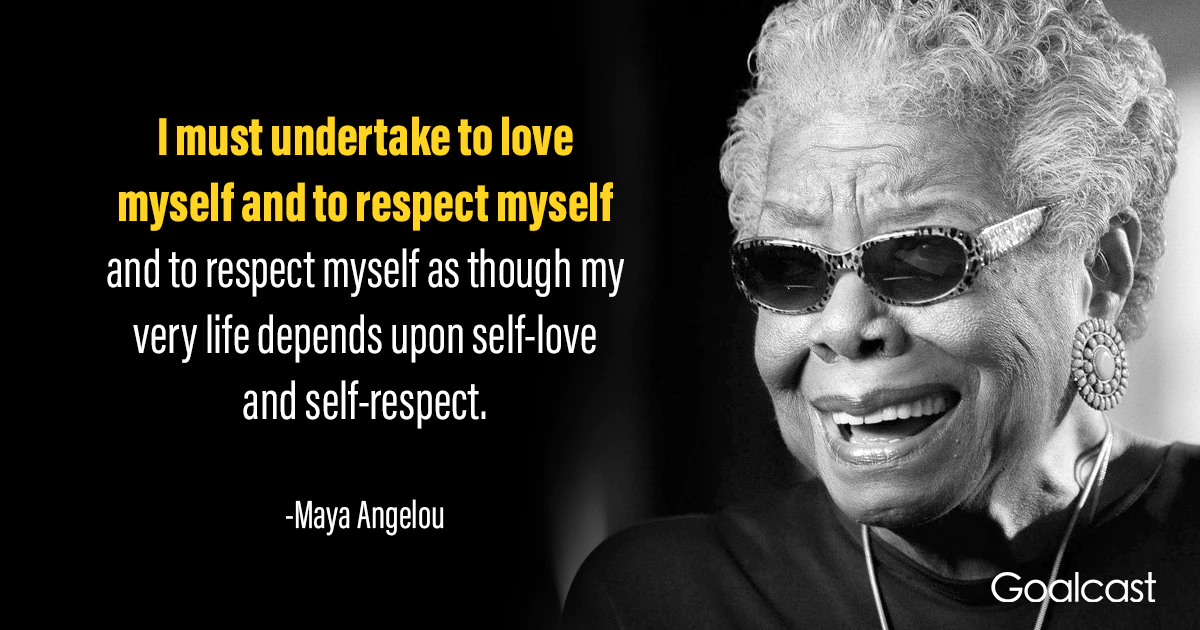 I must undertake to love
myself and to respect myself
and to respect myself as though my
very life depends upon self-love
and self-respect.
-Maya Angelou
Goalcast